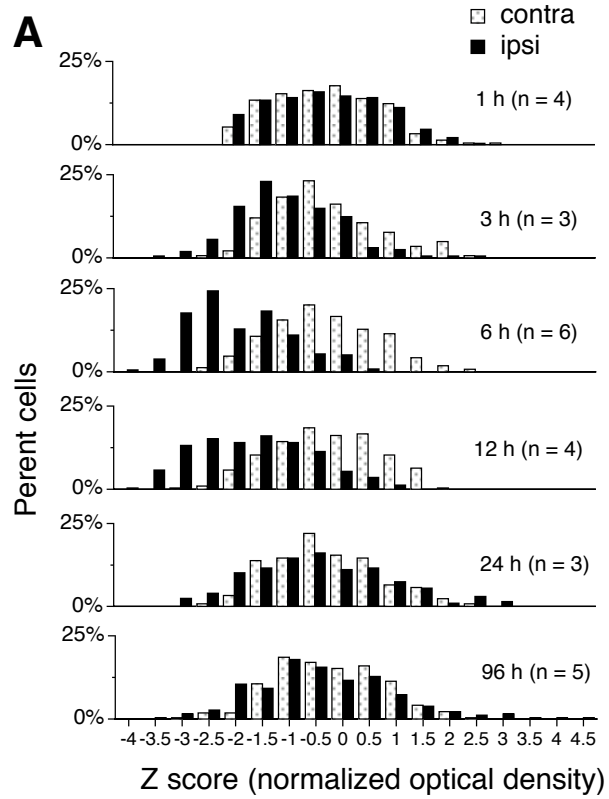 A
contra
ipsi
25%
0%
1 h (n = 4)
25%
0%
3 h (n = 3)
25%
0%
6 h (n = 6)
25%
0%
12 h (n = 4)
25%
0%
24 h (n = 3)
25%
0%
96 h (n = 5)
Perent cells
-4 -3.5 -3 -2.5 -2 -1.5 -1 -0.5 0 0.5 1 1.5 2 2.5 3 3.5 4 4.5
Z score (normalized optical density)